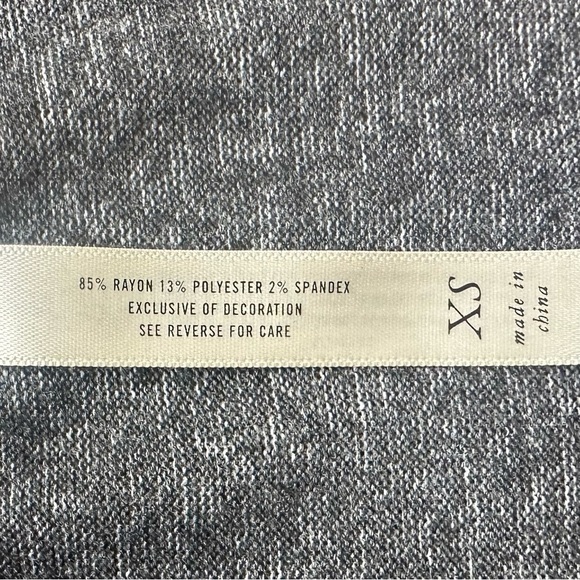 85% RAYON 13% POLYESTER 2% SPANDEX
EXCLUSIVE OF DECORATION
SEE REVERSE FOR CARE
XS
made in
china